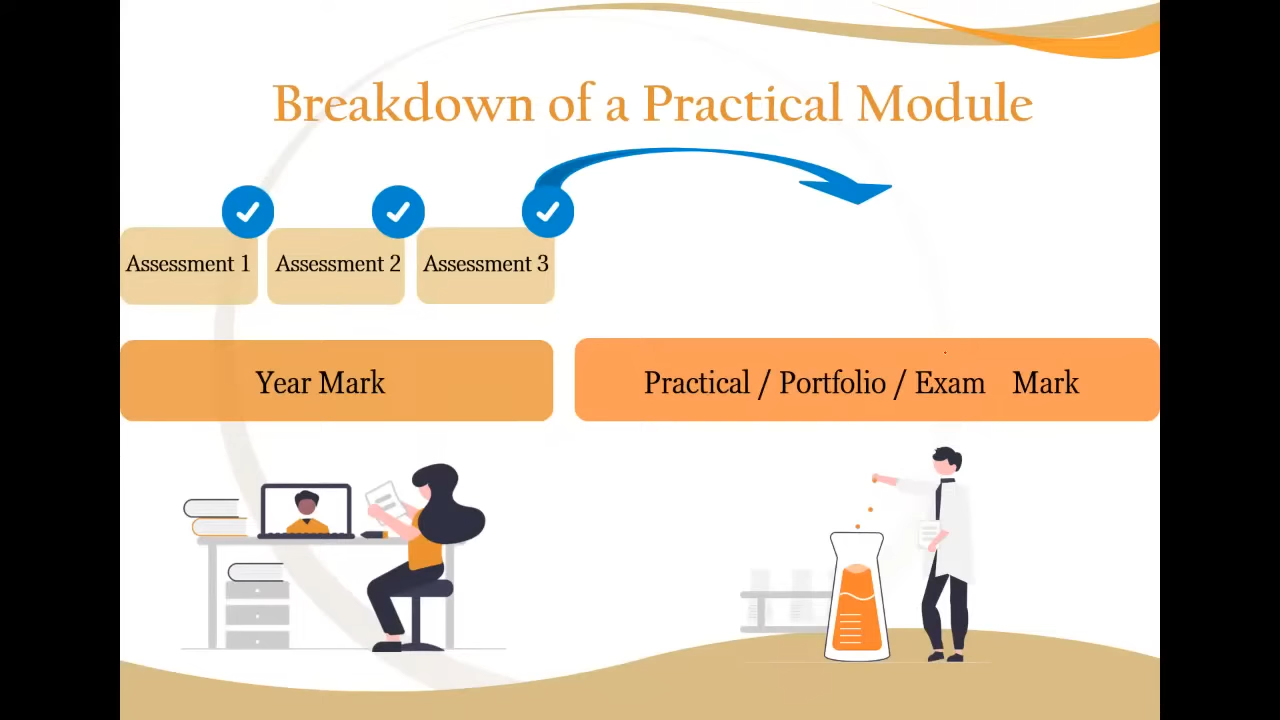 Breakdown of a Practical Module
Assessment 1 Assessment 2 Assessment 3
Year Mark Practical / Portfolio / Exam Mark